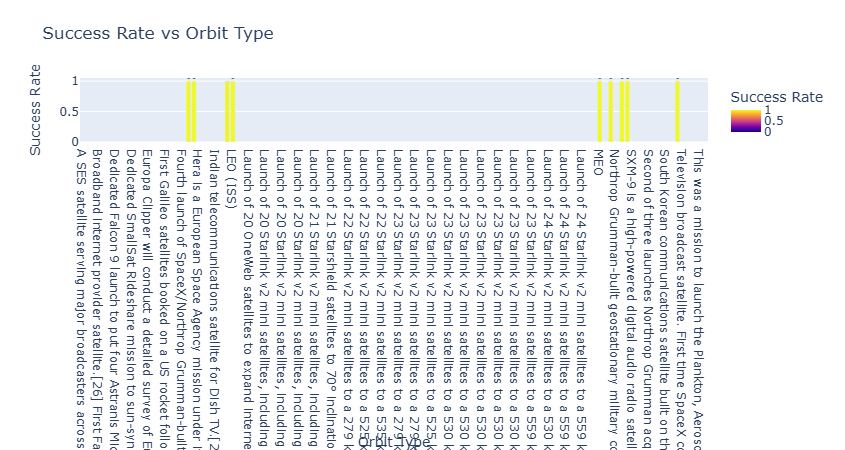 Success Rate vs Orbit Type
Success Rate
1
0.5
0
A SES satellite serving major broadcasters across
Broadband internet provider satellite.[26] First Fa
Dedicated Falcon 9 launch to put four Astranis Mic
Dedicated SmallSat Rideshare mission to sun-syn
Europa Clipper will conduct a detailed survey of Eu
First Galileo satellites booked on a US rocket follo
Fourth launch of SpaceX/Northrop Grumman-built
Hera is a European Space Agency mission under i
Indian telecommunications satellite for Dish TV.[2
LEO (ISS)
Launch of 20 OneWeb satellites to expand interne
Launch of 20 Starlink v2 mini satellites, including
Launch of 20 Starlink v2 mini satellites, including
Launch of 20 Starlink v2 mini satellites, including
Launch of 21 Starlink v2 mini satellites, including
Launch of 21 Starshield satellites to 70° inclinatio
Launch of 22 Starlink v2 mini satellites to a 279 k
Launch of 22 Starlink v2 mini satellites to a 525 k
Launch of 22 Starlink v2 mini satellites to a 535 k
Launch of 23 Starlink v2 mini satellites to a 279 k
Launch of 23 Starlink v2 mini satellites to a 279 k
Launch of 23 Starlink v2 mini satellites to a 525 k
Launch of 23 Starlink v2 mini satellites to a 530 k
Launch of 23 Starlink v2 mini satellites to a 530 k
Launch of 23 Starlink v2 mini satellites to a 530 k
Launch of 23 Starlink v2 mini satellites to a 530 k
Launch of 23 Starlink v2 mini satellites to a 530 k
Launch of 23 Starlink v2 mini satellites to a 559 k
Launch of 24 Starlink v2 mini satellites to a 530 k
Launch of 24 Starlink v2 mini satellites to a 559 k
Launch of 24 Starlink v2 mini satellites to a 559 k
MEO
Northrop Grumman-built geostationary military co
SXM-9 is a high-powered digital audio radio satell
Second of three launches Northrop Grumman acq
South Korean communications satellite built on th
Television broadcast satellite. First time SpaceX co
This was a mission to launch the Plankton, Aeroso
Orbit Type
Success Rate
1
0.5
0